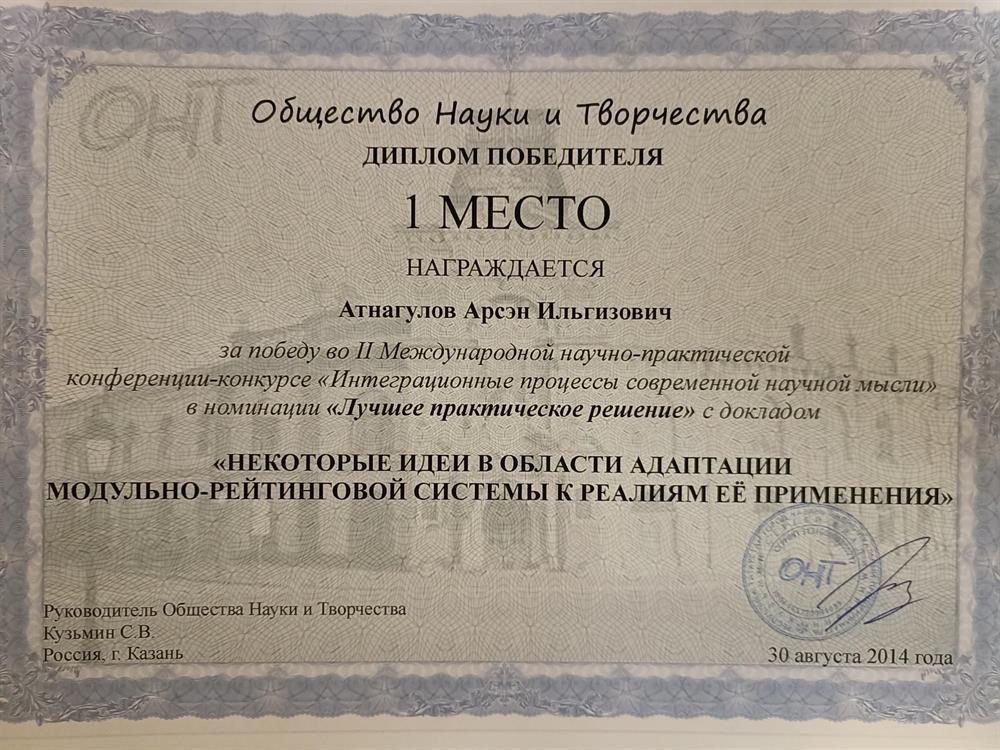 ОНТ
Общество Науки и Творчества
ДИПЛОМ ПОБЕДИТЕЛЯ
1 МЕСТО
НАГРАЖДАЕТСЯ
Атнагулов Арсэн Ильгизович
за победу во II Международной научно-практической
конференции-конкурсе «Интеграционные процессы современной научной мысли»
в номинации «Лучшее практическое решение» с докладом
«НЕКОТОРЫЕ ИДЕИ В ОБЛАСТИ АДАПТАЦИИ
МОДУЛЬНО-РЕЙТИНГОВОЙ СИСТЕМЫ К РЕАЛИЯМ ЕЁ ПРИМЕНЕНИЯ»
ОНТ
Руководитель Общества Науки и Творчества
Кузьмин С.В.
Россия, г. Казань
30 августа 2014 года